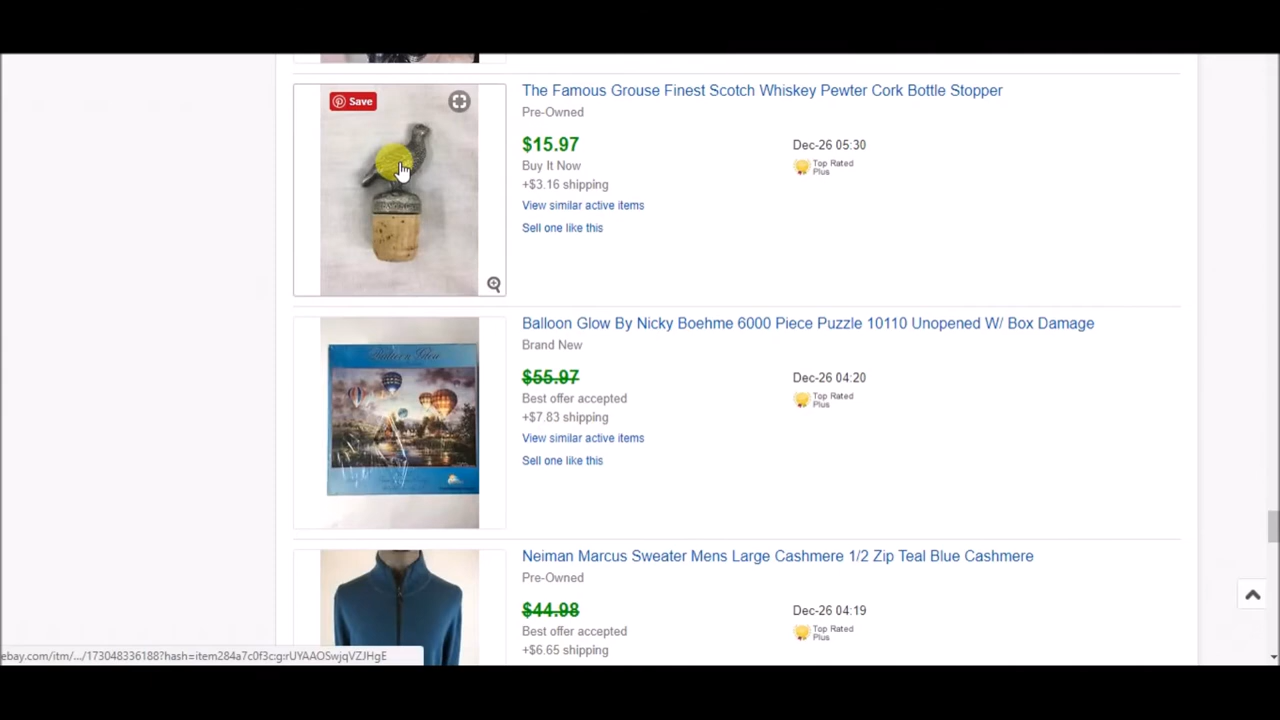 Save
The Famous Grouse Finest Scotch Whiskey Pewter Cork Bottle Stopper
Pre-Owned
$15.97
Dec-26 05:30
Buy It Now
Top Rated
Plus
+$3.16 shipping
View similar active items
Sell one like this
Balloon Glow By Nicky Boehme 6000 Piece Puzzle 10110 Unopened W/ Box Damage
Brand New
Balloon Glow
$55.97
Dec-26 04:20
Best offer accepted
Top Rated
Plus
+$7.83 shipping
View similar active items
Sell one like this
Neiman Marcus Sweater Mens Large Cashmere 1/2 Zip Teal Blue Cashmere
Pre-Owned
$44.98
Dec-26 04:19
Best offer accepted
Top Rated
Plus
+$6.65 shipping